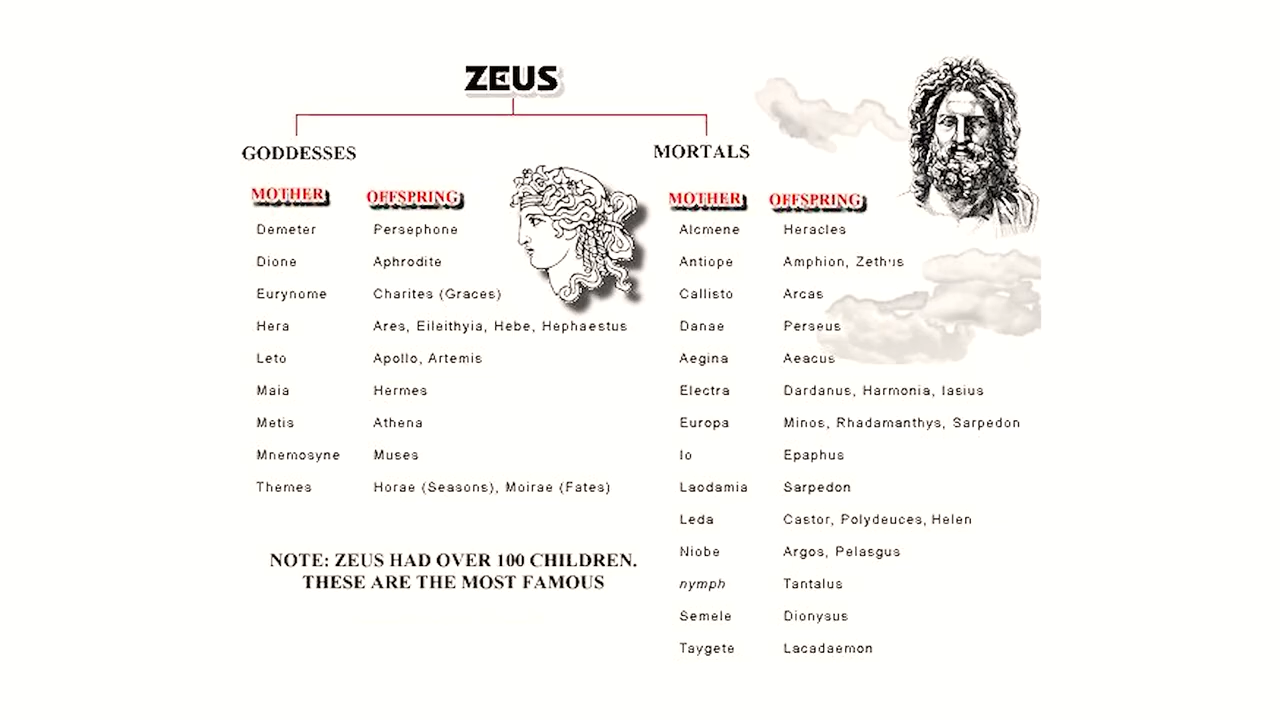 ZEUS
GODDESSES
MOTHER OFFSPRING
Demeter Persephone
Dione Aphrodite
Eurynome Charites (Graces)
Hera Ares, Eileithyia, Hebe, Hephaestus
Leto Apollo, Artemis
Maia Hermes
Metis Athena
Mnemosyne Muses
Themes Horae (Seasons), Moirae (Fates)
NOTE: ZEUS HAD OVER 100 CHILDREN.
THESE ARE THE MOST FAMOUS
MORTALS
MOTHER OFFSPRING
Alcmene Heracles
Antiope Amphion, Zethus
Callisto Arcas
Danae Perseus
Aegina Aeacus
Electra Dardanus, Harmonia, Iasius
Europa Minos, Rhadamanthys, Sarpedon
Io Epaphus
Laodamia Sarpedon
Leda Castor, Polydeuces, Helen
Niobe Argos, Pelasgus
nymph Tantalus
Semele Dionysus
Taygete Lacadaemon